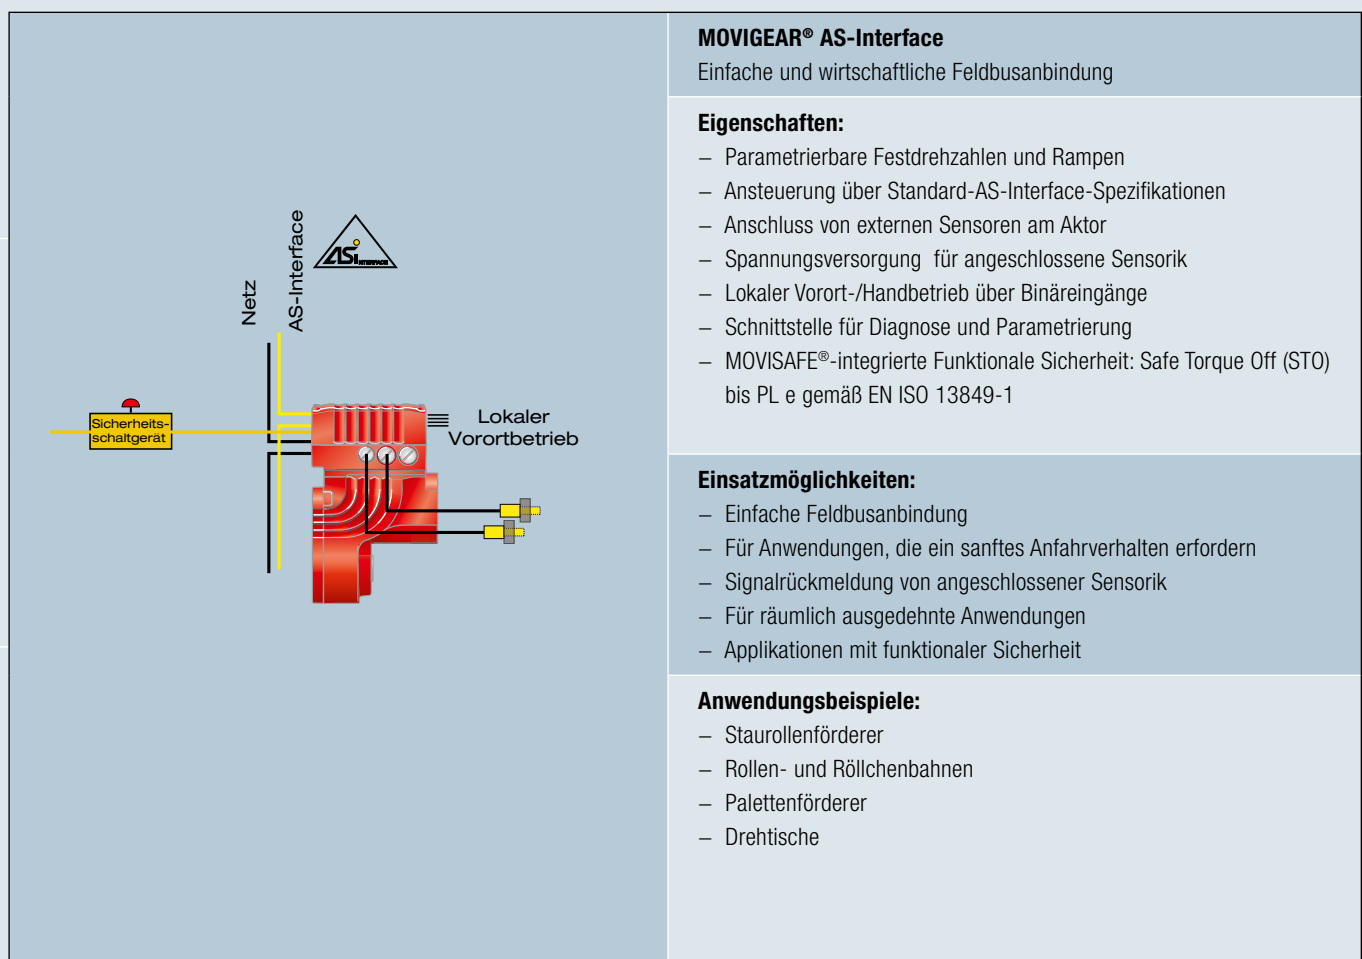 AS-Interface
Netz
ASi INTERFACE
Sicherheits-
schaltgerät
Lokaler
Vorortbetrieb
MOVIGEAR® AS-Interface
Einfache und wirtschaftliche Feldbusanbindung
Eigenschaften:
– Parametrierbare Festdrehzahlen und Rampen
– Ansteuerung über Standard-AS-Interface-Spezifikationen
– Anschluss von externen Sensoren am Aktor
– Spannungsversorgung für angeschlossene Sensorik
– Lokaler Vorort-/Handbetrieb über Binäreingänge
– Schnittstelle für Diagnose und Parametrierung
– MOVISAFE®-integrierte Funktionale Sicherheit: Safe Torque Off (STO)
bis PL e gemäß EN ISO 13849-1
Einsatzmöglichkeiten:
– Einfache Feldbusanbindung
– Für Anwendungen, die ein sanftes Anfahrverhalten erfordern
– Signalrückmeldung von angeschlossener Sensorik
– Für räumlich ausgedehnte Anwendungen
– Applikationen mit funktionaler Sicherheit
Anwendungsbeispiele:
– Staurollenförderer
– Rollen- und Röllchenbahnen
– Palettenförderer
– Drehtische